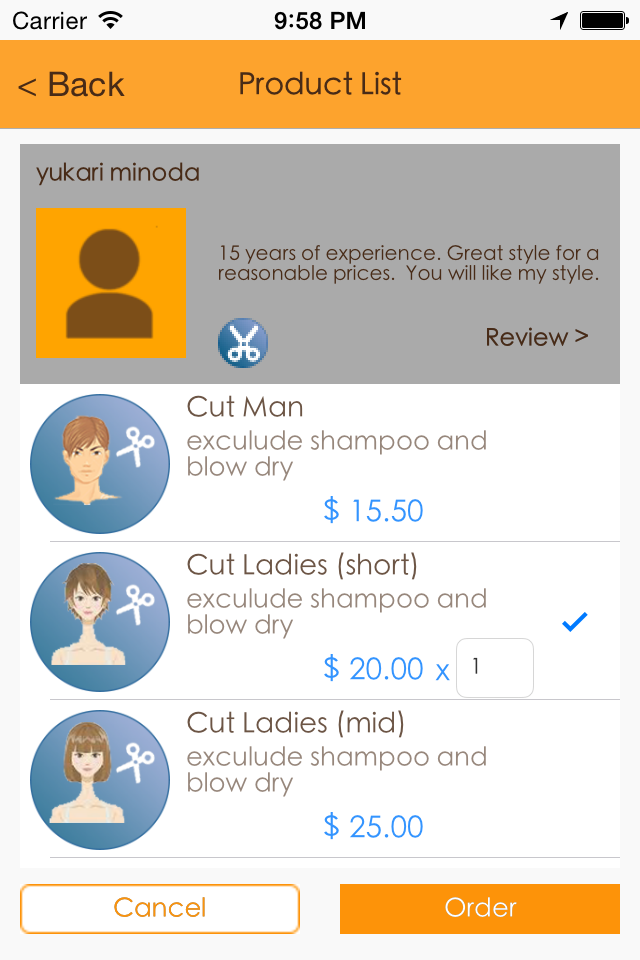 Carrier 9:58 PM
< Back Product List
yukari minoda
15 years of experience. Great style for a
reasonable prices.  You will like my style.
Review >
Cut Man
exculude shampoo and
blow dry
$ 15.50
Cut Ladies (short)
exculude shampoo and
blow dry
$ 20.00 x 1
Cut Ladies (mid)
exculude shampoo and
blow dry
$ 25.00
Cancel Order